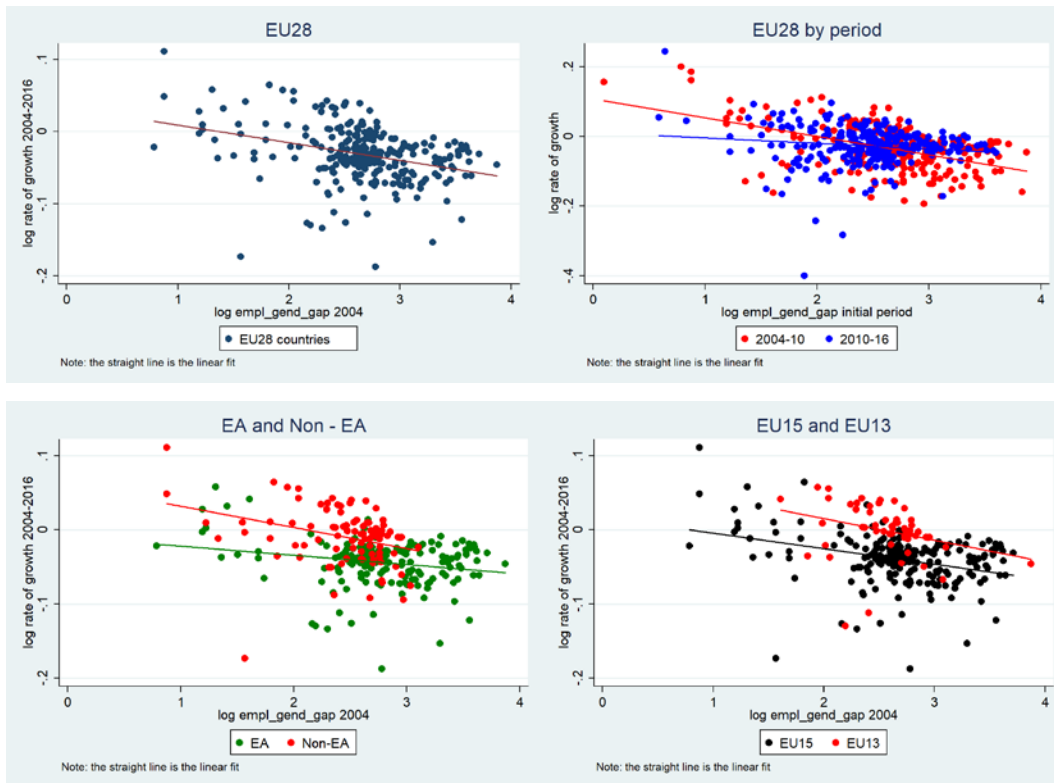 EU28
log rate of growth 2004-2016
.1
0
-.1
-.2
0 1 2 3 4
log empl_gend_gap 2004
EU28 countries
Note: the straight line is the linear fit
EU28 by period
log rate of growth
.2
0
-.2
-.4
0 1 2 3 4
log empl_gend_gap initial period
2004-10 2010-16
Note: the straight line is the linear fit
EA and Non - EA
log rate of growth 2004-2016
.1
0
-.1
-.2
0 1 2 3 4
log empl_gend_gap 2004
EA Non-EA
Note: the straight line is the linear fit
EU15 and EU13
log rate of growth 2004-2016
.1
0
-.1
-.2
0 1 2 3 4
log empl_gend_gap 2004
EU15 EU13
Note: the straight line is the linear fit